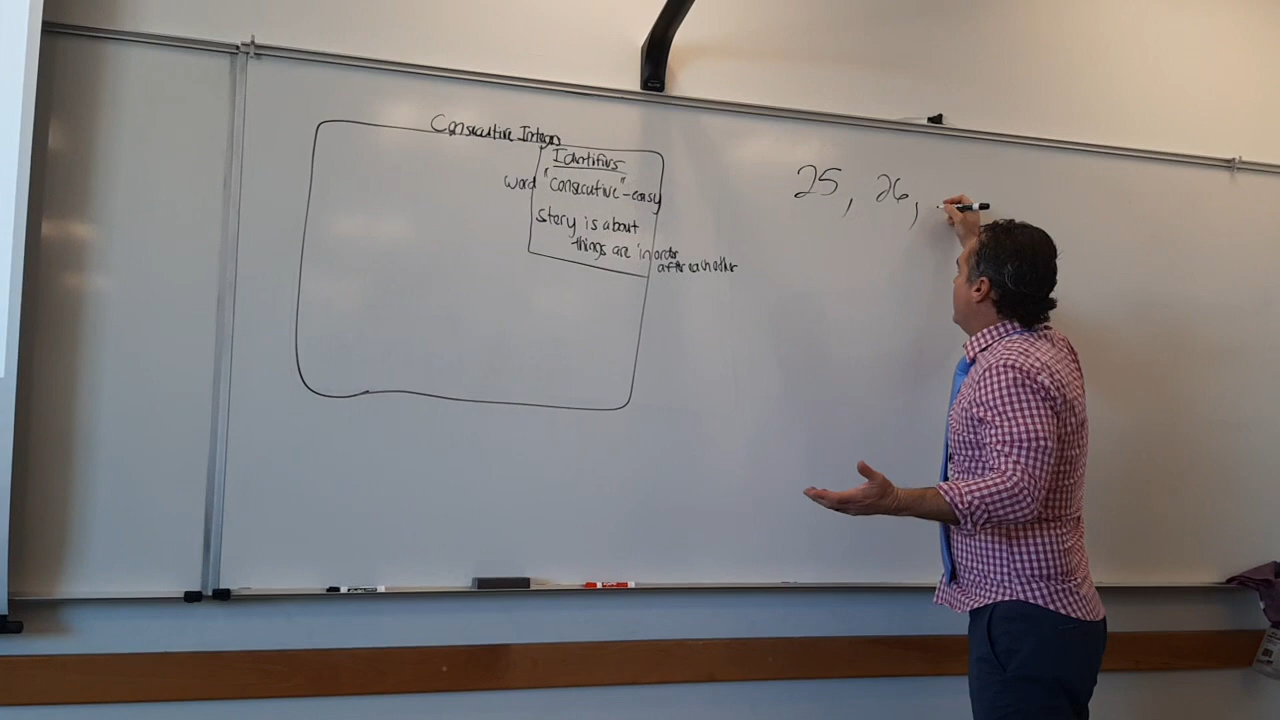 Consecutive Integers
Identifiers
word "consecutive" - easy
story is about
things are in order
after each other
25, 26,